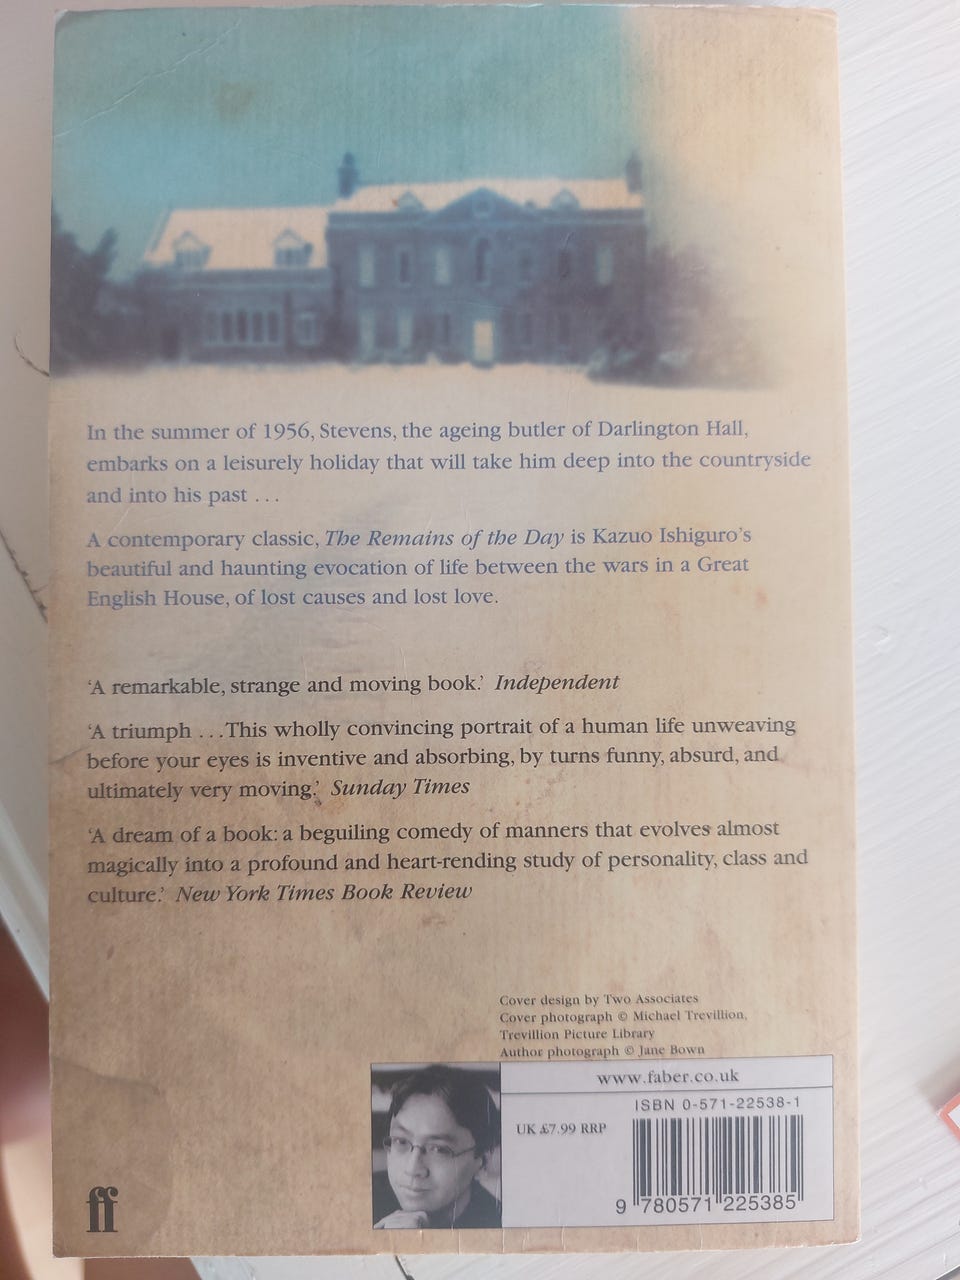 In the summer of 1956, Stevens, the ageing butler of Darlington Hall,
embarks on a leisurely holiday that will take him deep into the countryside
and into his past . . .
A contemporary classic, The Remains of the Day is Kazuo Ishiguro's
beautiful and haunting evocation of life between the wars in a Great
English House, of lost causes and lost love.
‘A remarkable, strange and moving book.’ Independent
‘A triumph . . . This wholly convincing portrait of a human life unweaving
before your eyes is inventive and absorbing, by turns funny, absurd, and
ultimately very moving.’ Sunday Times
‘A dream of a book: a beguiling comedy of manners that evolves almost
magically into a profound and heart-rending study of personality, class and
culture.’ New York Times Book Review
Cover design by Two Associates
Cover photograph © Michael Trevillion,
Trevillion Picture Library
Author photograph © Jane Bown
www.faber.co.uk
ISBN 0-571-22538-1
UK £7.99 RRP
9 780571 225385
ff